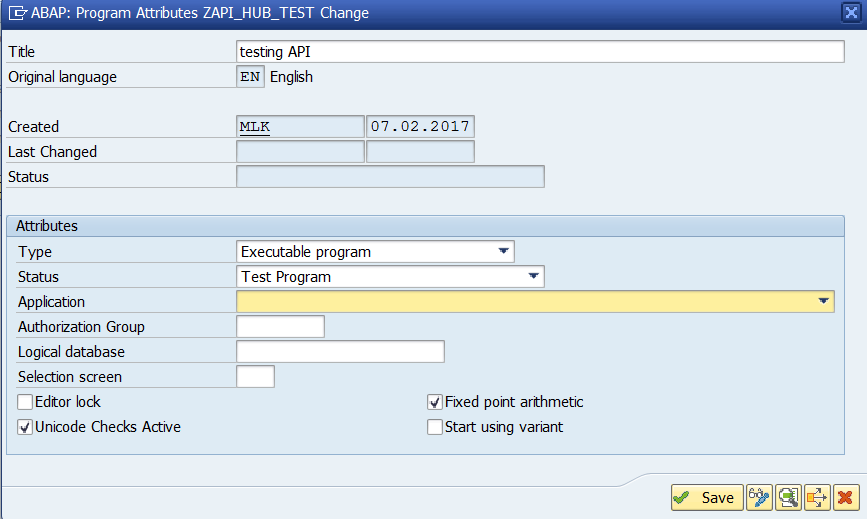 ABAP: Program Attributes ZAPI_HUB_TEST Change
Title testing API
Original language EN English
Created MLK 07.02.2017
Last Changed
Status
Attributes
Type Executable program
Status Test Program
Application
Authorization Group
Logical database
Selection screen
Editor lock Fixed point arithmetic
Unicode Checks Active Start using variant
Save